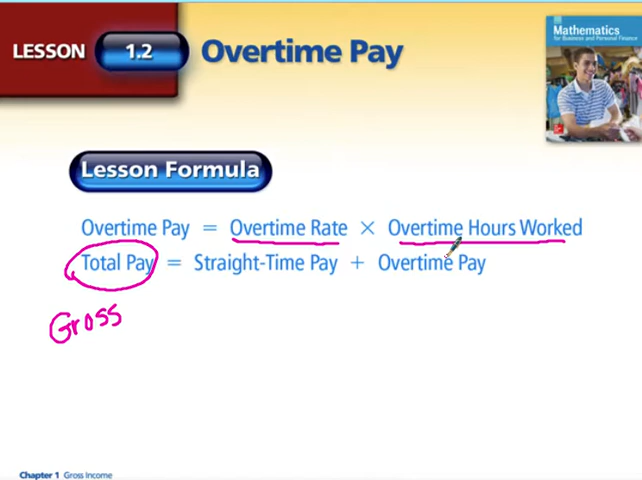 LESSON 1.2 Overtime Pay
Mathematics
for Business and Personal Finance
Lesson Formula
Overtime Pay = Overtime Rate × Overtime Hours Worked
Total Pay = Straight-Time Pay + Overtime Pay
Gross
Chapter 1 Gross Income